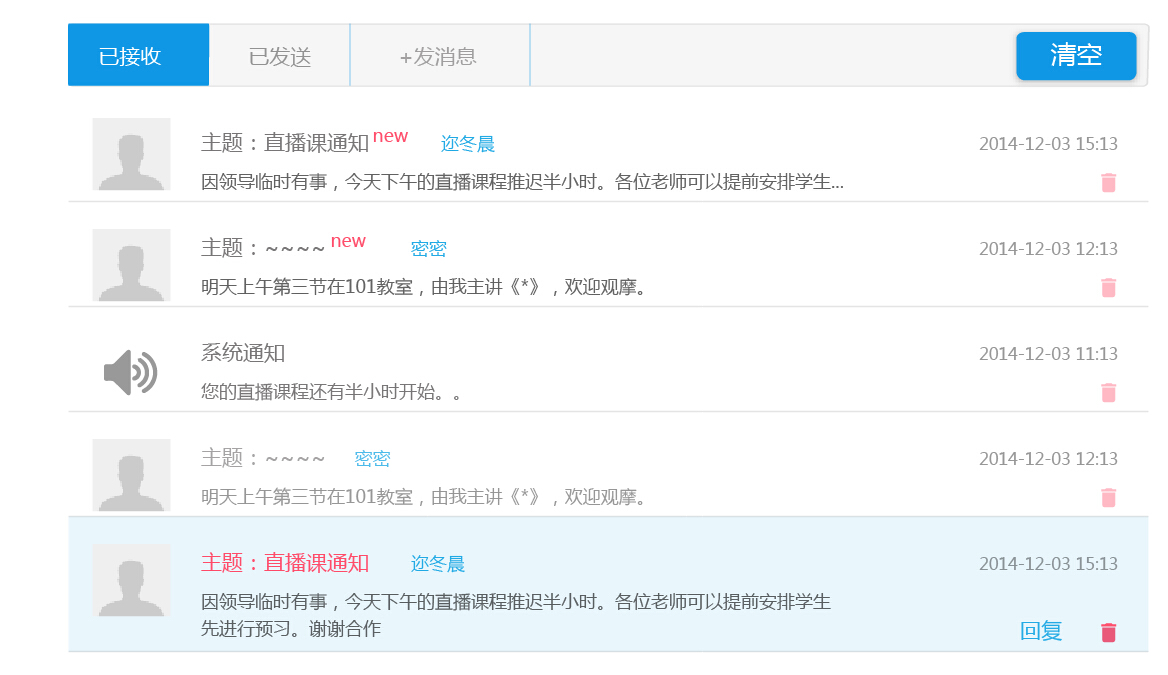 已接收 已发送 +发消息 清空
主题：直播课通知 new 迩冬晨 2014-12-03 15:13
因领导临时有事，今天下午的直播课程推迟半小时。各位老师可以提前安排学生...
主题：~~~~ new 密密 2014-12-03 12:13
明天上午第三节在101教室，由我主讲《*》，欢迎观摩。
系统通知 2014-12-03 11:13
您的直播课程还有半小时开始。。
主题：~~~~ 密密 2014-12-03 12:13
明天上午第三节在101教室，由我主讲《*》，欢迎观摩。
主题：直播课通知 迩冬晨 2014-12-03 15:13
因领导临时有事，今天下午的直播课程推迟半小时。各位老师可以提前安排学生
先进行预习。谢谢合作 回复